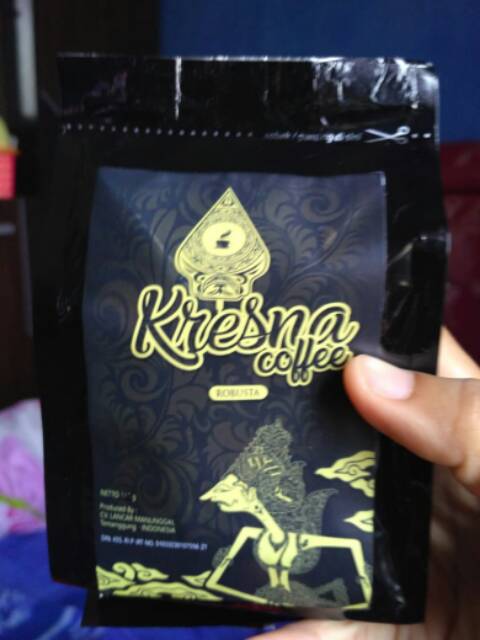 Kresna
coffee
ROBUSTA
NETTO g
Produced by :
CV. LANCAR MANUNGGAL
Temanggung - INDONESIA